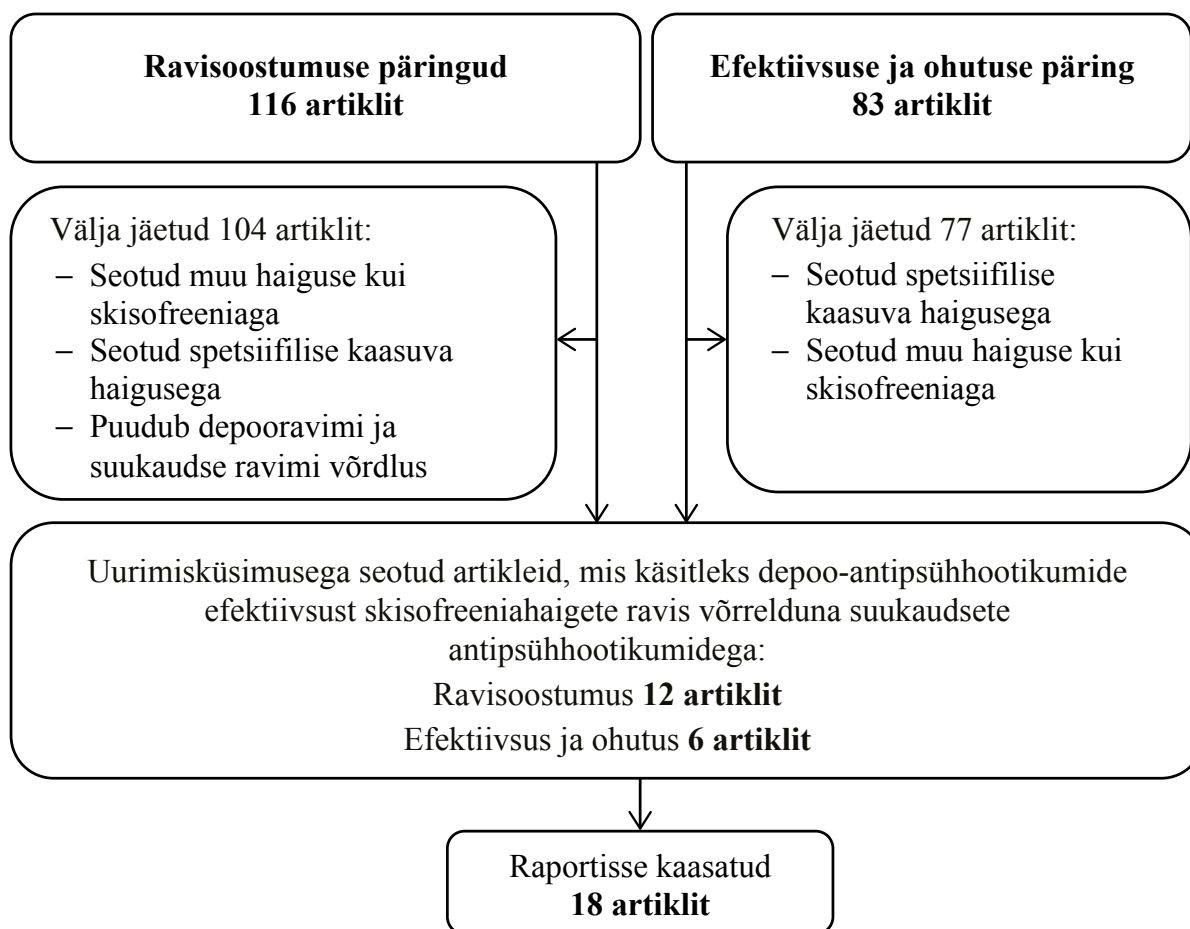 Ravisoostumuse päringud
116 artiklit
Efektiivsuse ja ohutuse päring
83 artiklit
Välja jäetud 104 artiklit:
– Seotud muu haiguse kui
skisofreeniaga
– Seotud spetsiifilise kaasuva
haigusega
– Puudub depooravimi ja
suukaudse ravimi võrdlus
Välja jäetud 77 artiklit:
– Seotud spetsiifilise
kaasuva haigusega
– Seotud muu haiguse kui
skisofreeniaga
Uurimisküsimusega seotud artikleid, mis käsitleks depoo-antipsühhootikumide
efektiivsust skisofreeniahaigete ravis võrrelduna suukaudsete
antipsühhootikumidega:
Ravisoostumus 12 artiklit
Efektiivsus ja ohutus 6 artiklit
Raportisse kaasatud
18 artiklit